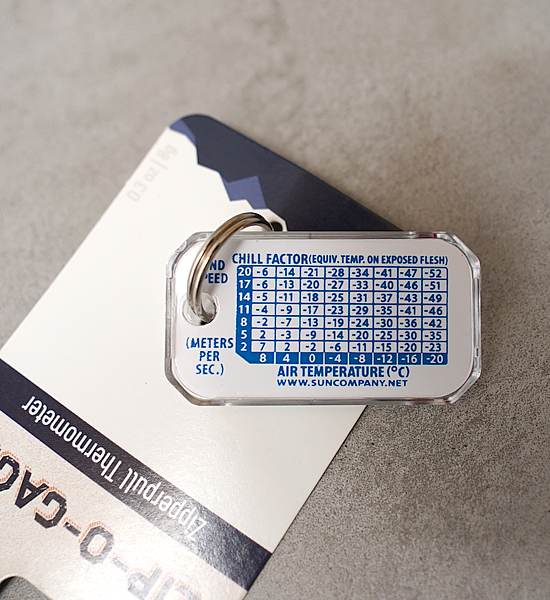 0.3 oz | 8g
CHILL FACTOR (EQUIV. TEMP. ON EXPOSED FLESH)
20 -6 -14 -21 -28 -34 -41 -47 -52
17 -6 -13 -20 -27 -33 -40 -46 -51
14 -5 -11 -18 -25 -31 -37 -43 -49
11 -4 -9 -17 -23 -29 -35 -41 -46
8 -2 -7 -13 -19 -24 -30 -36 -42
5 2 -3 -9 -14 -20 -25 -30 -35
2 7 2 -2 -6 -11 -15 -20 -23
8 4 0 -4 -8 -12 -16 -20
(METERS
PER
SEC.)
AIR TEMPERATURE (°C)
WWW.SUNCOMPANY.NET
Zipperpull Thermometer